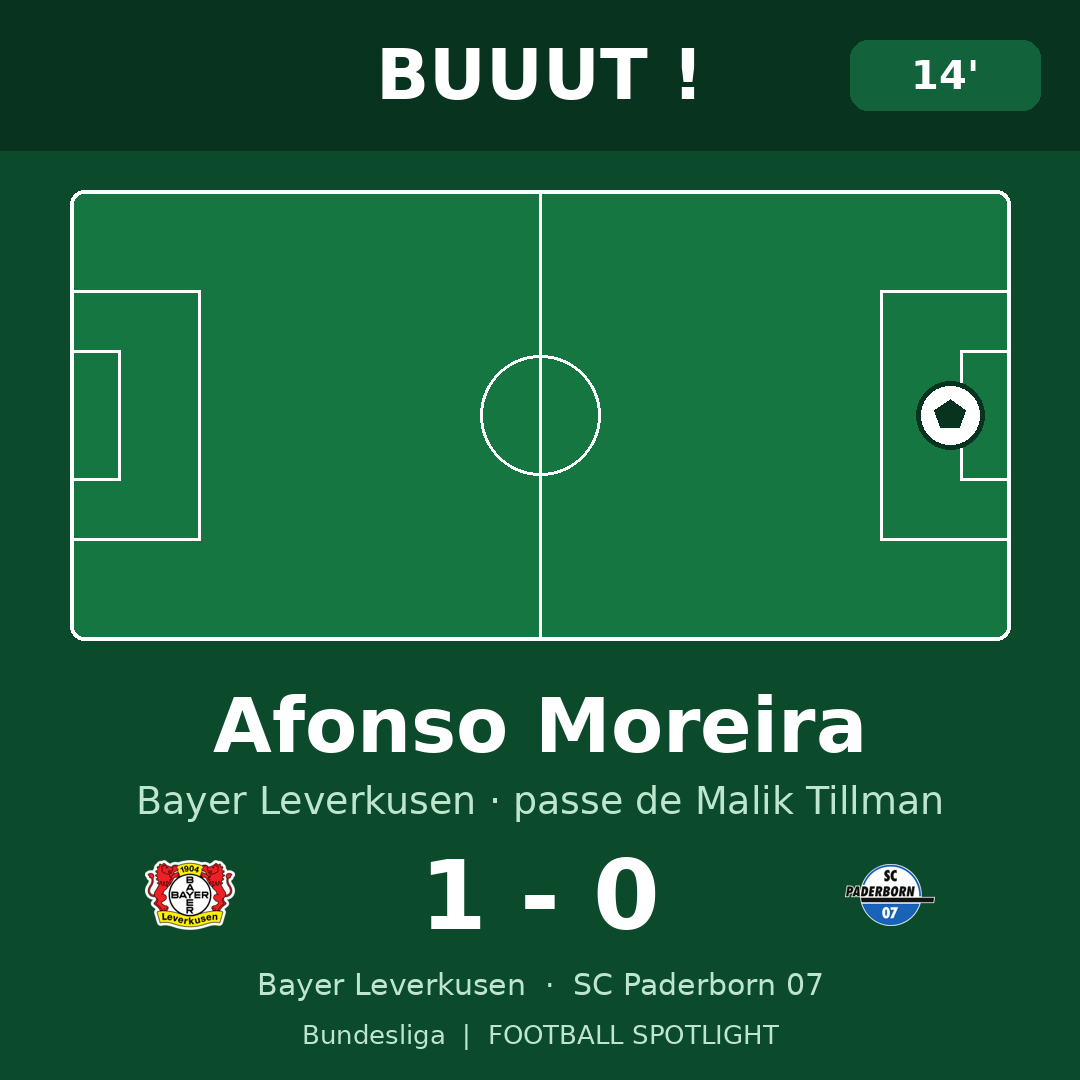 BUUUT !
14'
Afonso Moreira
Bayer Leverkusen · passe de Malik Tillman
1904
BAYER
BAYER
Leverkusen
1 - 0
SC
PADERBORN
07
Bayer Leverkusen · SC Paderborn 07
Bundesliga | FOOTBALL SPOTLIGHT